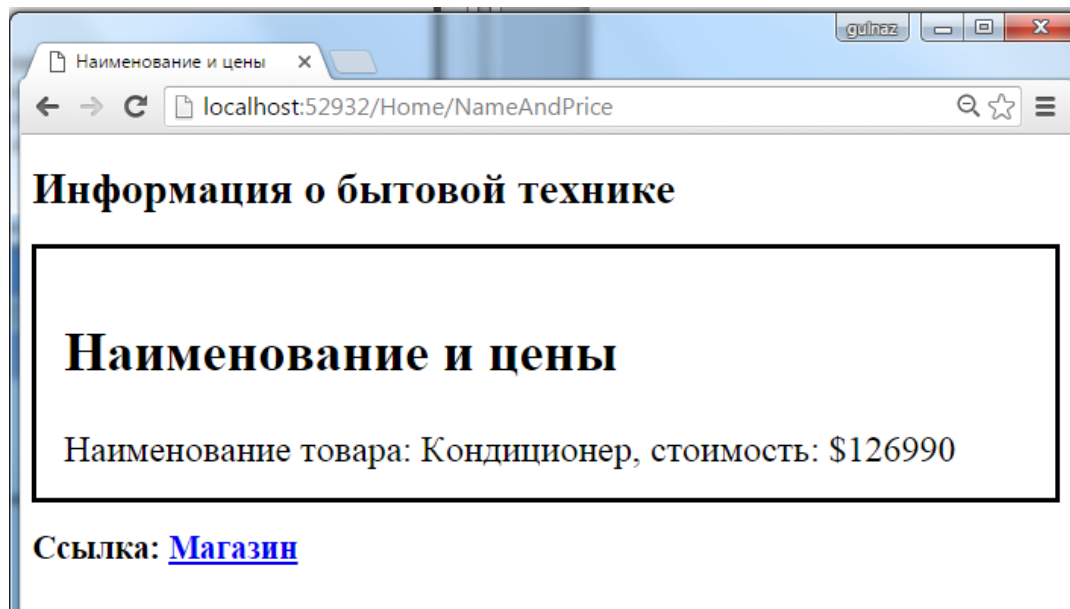 gulnaz
Наименование и цены
localhost:52932/Home/NameAndPrice
Информация о бытовой технике
Наименование и цены
Наименование товара: Кондиционер, стоимость: $126990
Ссылка: Магазин